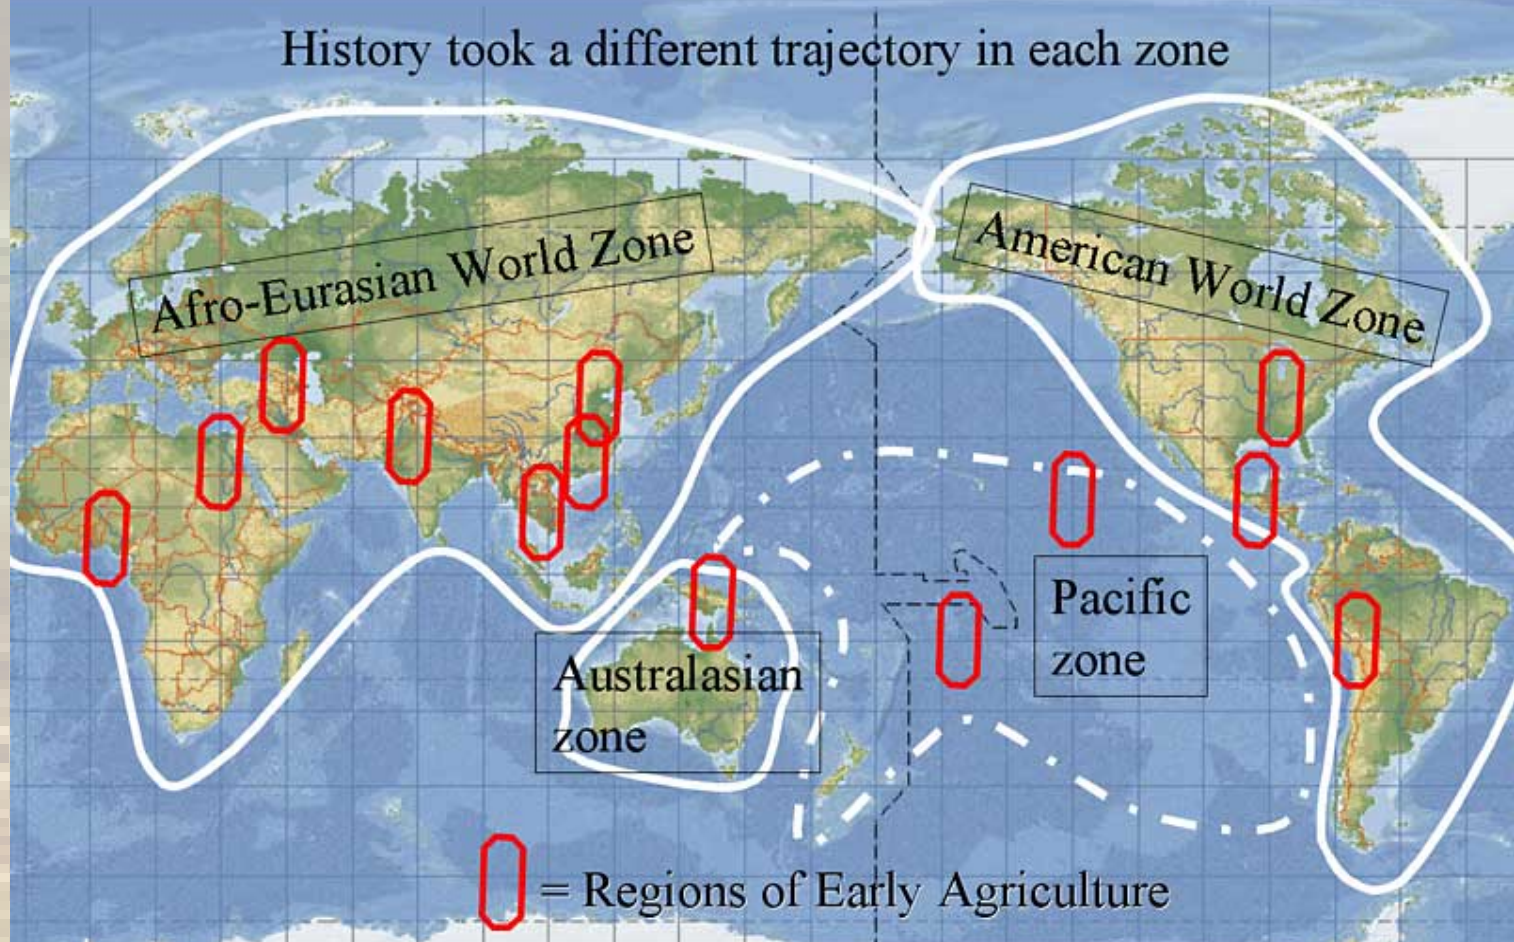 History took a different trajectory in each zone
Afro-Eurasian World Zone
American World Zone
Pacific
zone
Australasian
zone
= Regions of Early Agriculture